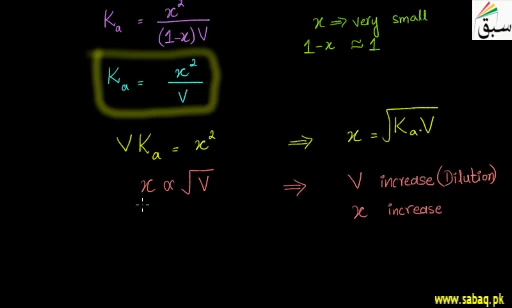 Kₐ = x² / (1-x)V
x ⇒ very small
1-x ≈ 1
سبق
Kₐ = x² / V
V Kₐ = x² ⇒ x = √(Kₐ.V)
x ∝ √V ⇒ V increase (Dilution)
x increase
www.sabaq.pk